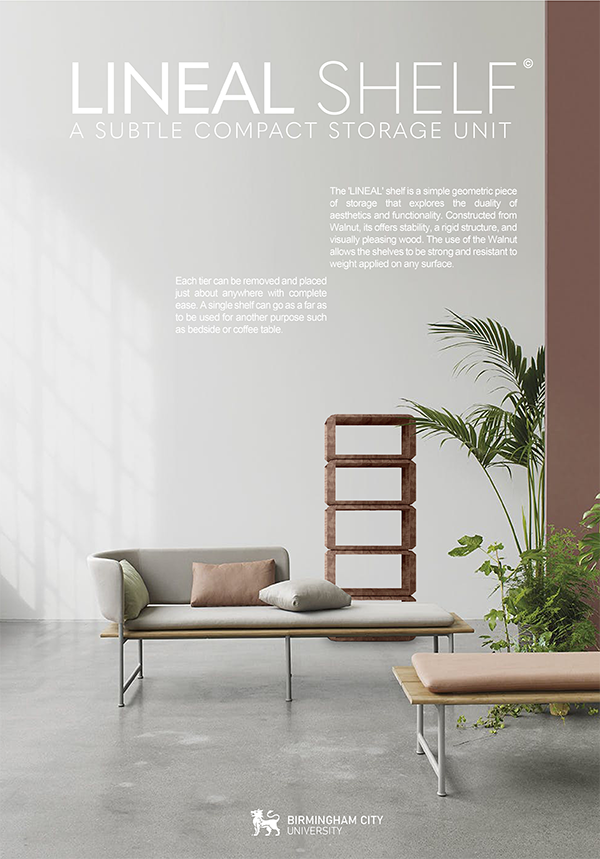 LINEAL SHELF©
A SUBTLE COMPACT STORAGE UNIT
The 'LINEAL' shelf is a simple geometric piece
of storage that explores the duality of
aesthetics and functionality. Constructed from
Walnut, its offers stability, a rigid structure, and
visually pleasing wood. The use of the Walnut
allows the shelves to be strong and resistant to
weight applied on any surface.
Each tier can be removed and placed
just about anywhere with complete
ease. A single shelf can go as a far as
to be used for another purpose such
as bedside or coffee table.
BIRMINGHAM CITY
UNIVERSITY